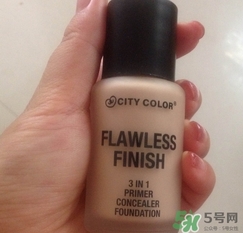 CITY COLOR®
FLAWLESS
FINISH
3 IN 1
PRIMER
CONCEALER
FOUNDATION
5号网